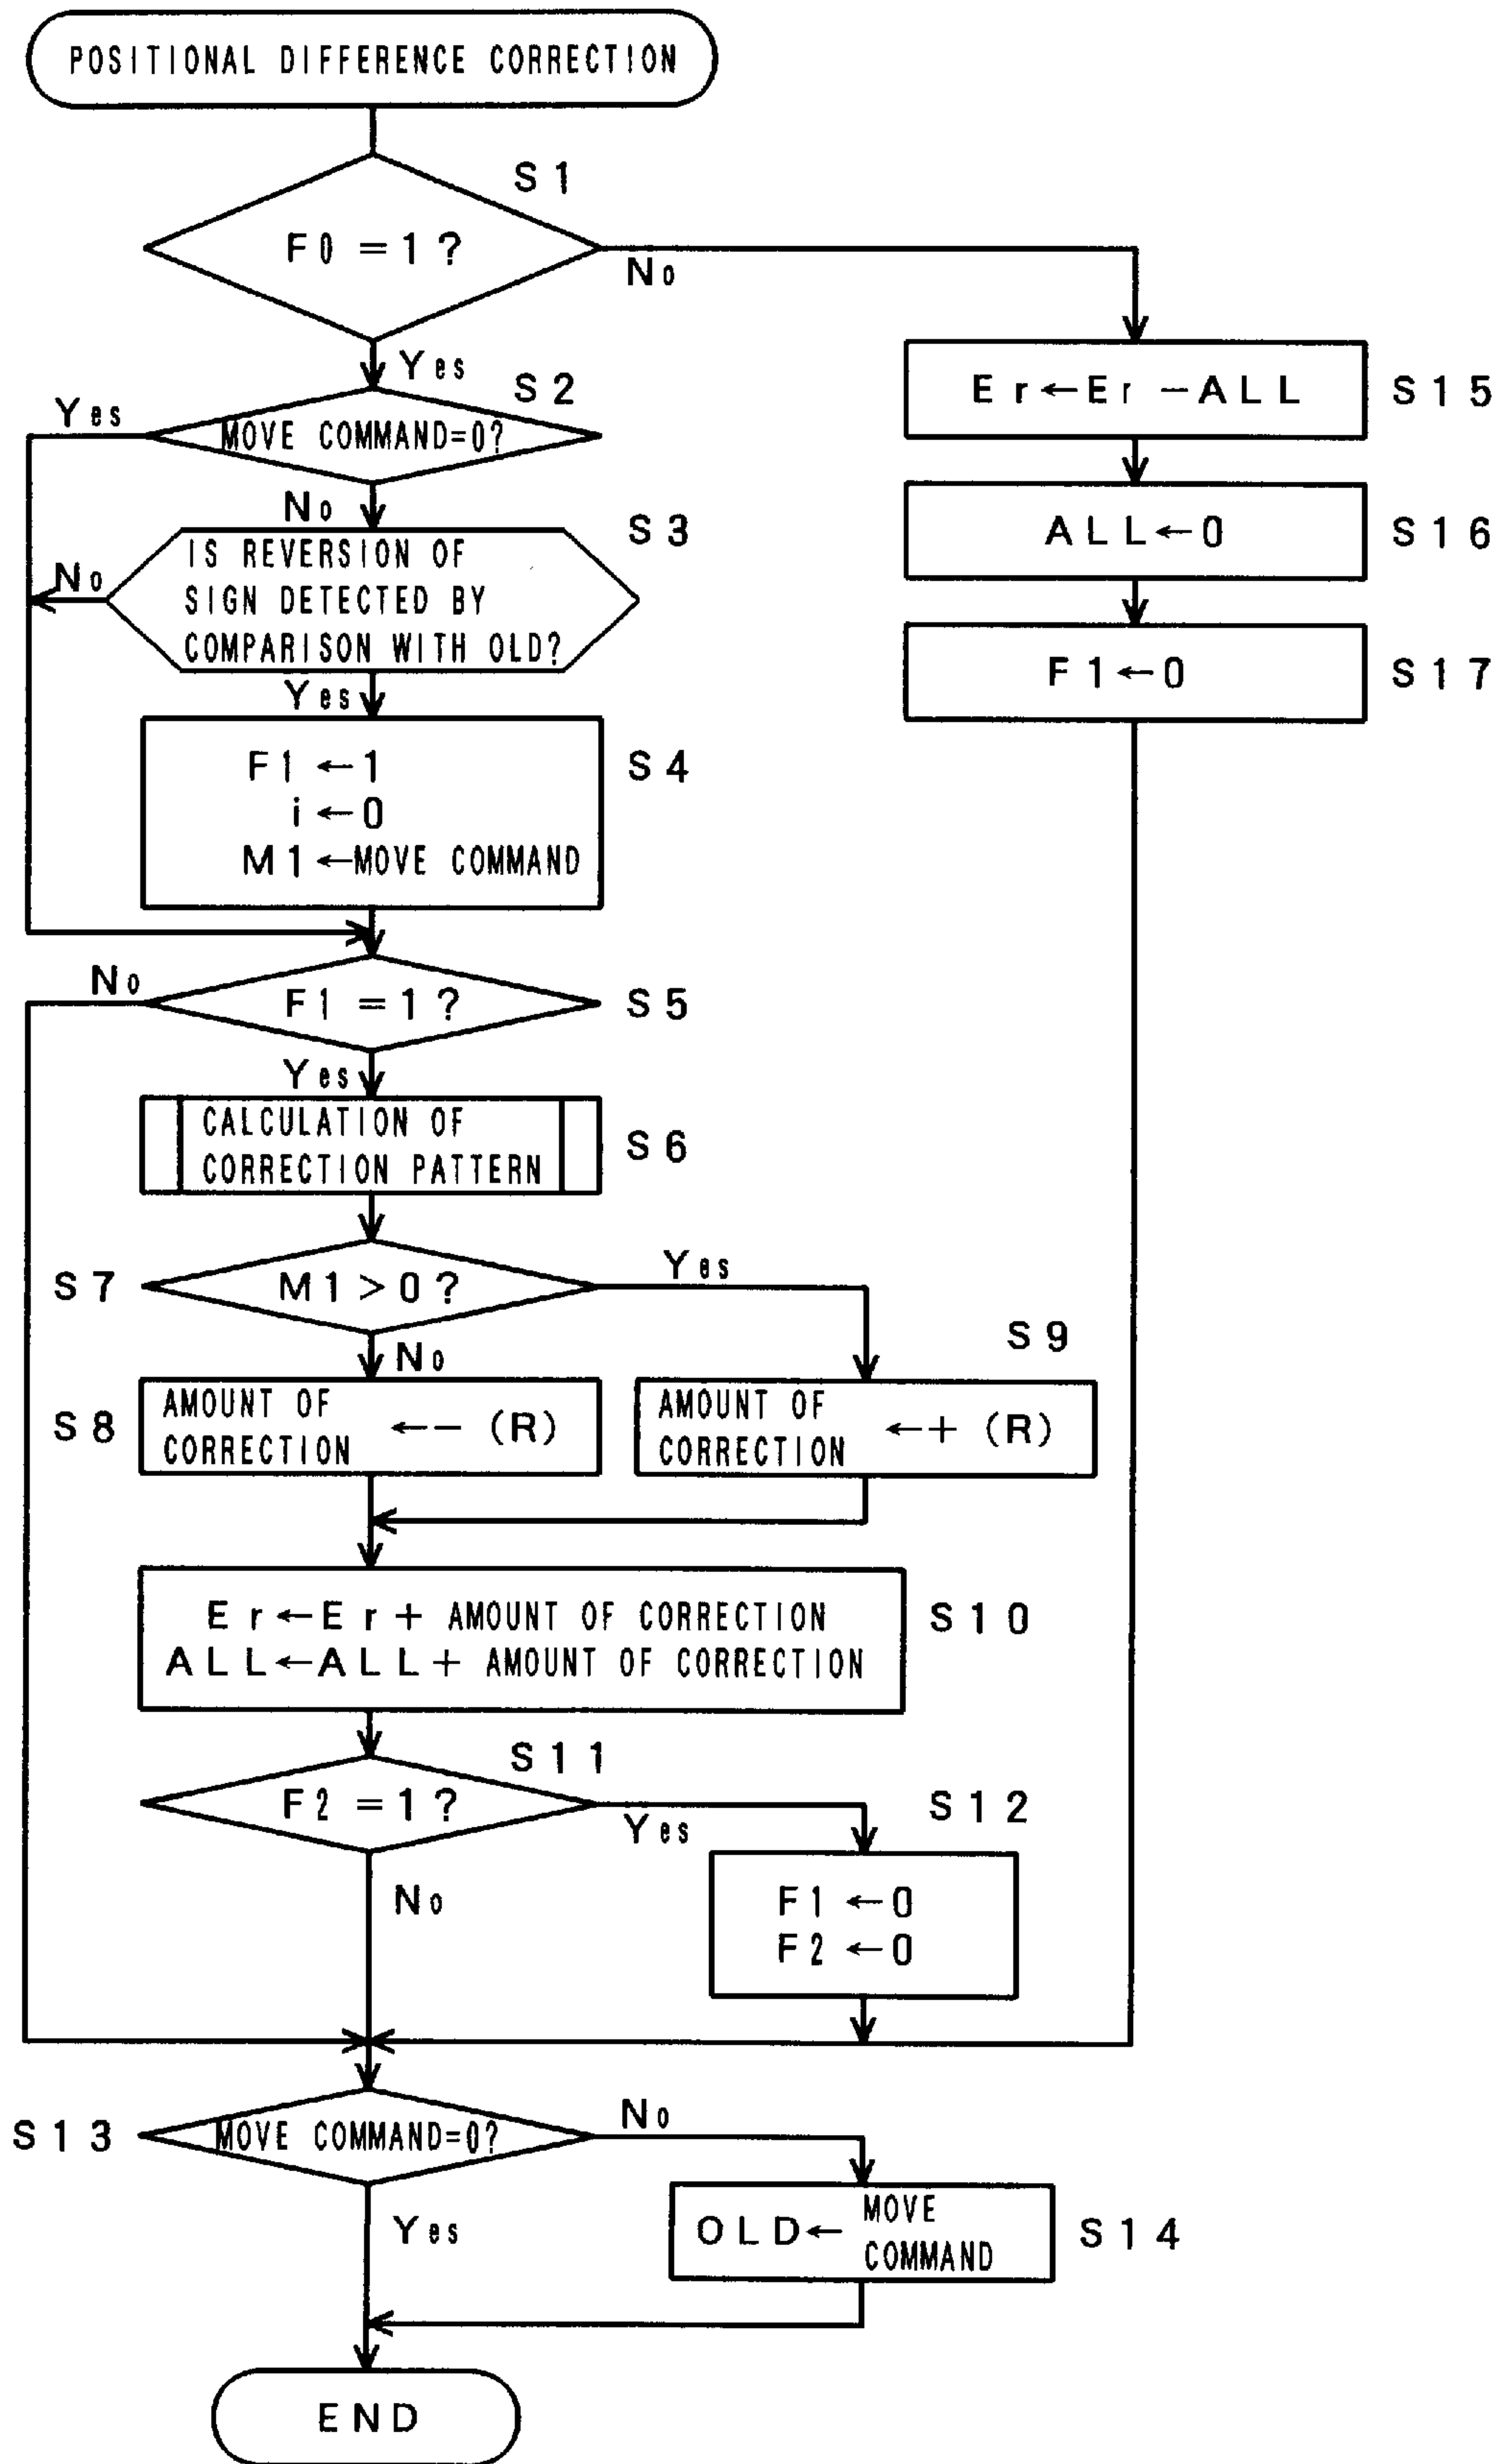 POSITIONAL DIFFERENCE CORRECTION
S1
F0=1?
No
Yes
S2
Yes
MOVE COMMAND=0?
No
S3
IS REVERSION OF
SIGN DETECTED BY
COMPARISON WITH OLD?
No
Yes
S4
F1←1
i←0
M1←MOVE COMMAND
No
F1=1?
S5
Yes
CALCULATION OF
CORRECTION PATTERN
S6
S7
M1>0?
Yes
No
S8
AMOUNT OF
CORRECTION ←−(R)
S9
AMOUNT OF
CORRECTION ←+(R)
Er←Er+ AMOUNT OF CORRECTION
ALL←ALL+ AMOUNT OF CORRECTION
S10
S11
F2=1?
Yes
No
S12
F1←0
F2←0
S13
MOVE COMMAND=0?
No
Yes
OLD← MOVE
COMMAND
S14
END
Er←Er−ALL
S15
ALL←0
S16
F1←0
S17